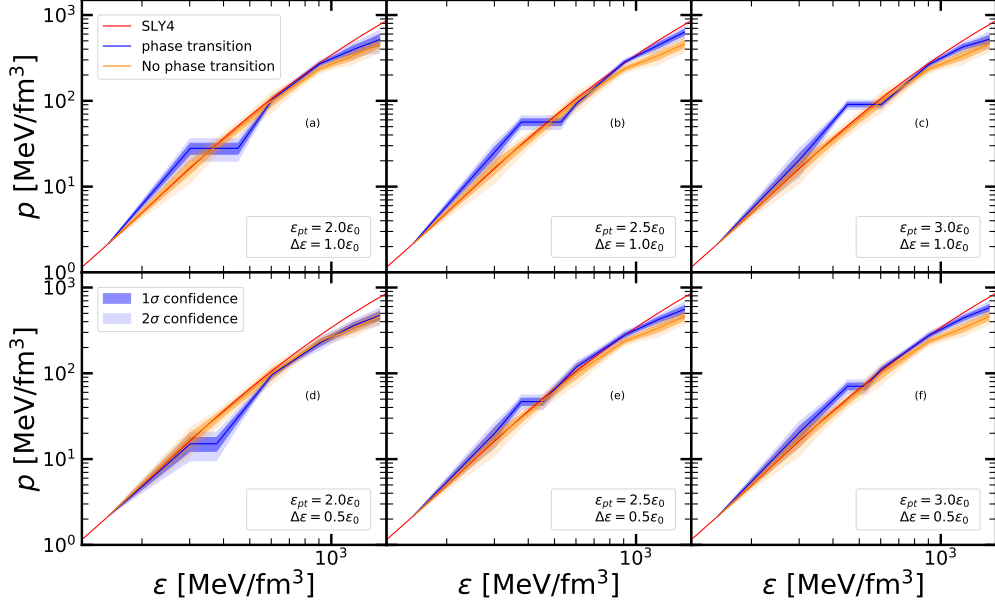 10³
SLY4
phase transition
No phase transition
10²
p [MeV/fm³]
(a)
(b)
(c)
10¹
ε_pt = 2.0ε₀
Δε = 1.0ε₀
ε_pt = 2.5ε₀
Δε = 1.0ε₀
ε_pt = 3.0ε₀
Δε = 1.0ε₀
10⁰
10³
1σ confidence
2σ confidence
10²
p [MeV/fm³]
(d)
(e)
(f)
10¹
ε_pt = 2.0ε₀
Δε = 0.5ε₀
ε_pt = 2.5ε₀
Δε = 0.5ε₀
ε_pt = 3.0ε₀
Δε = 0.5ε₀
10⁰
10³
10³
10³
ε [MeV/fm³]
ε [MeV/fm³]
ε [MeV/fm³]